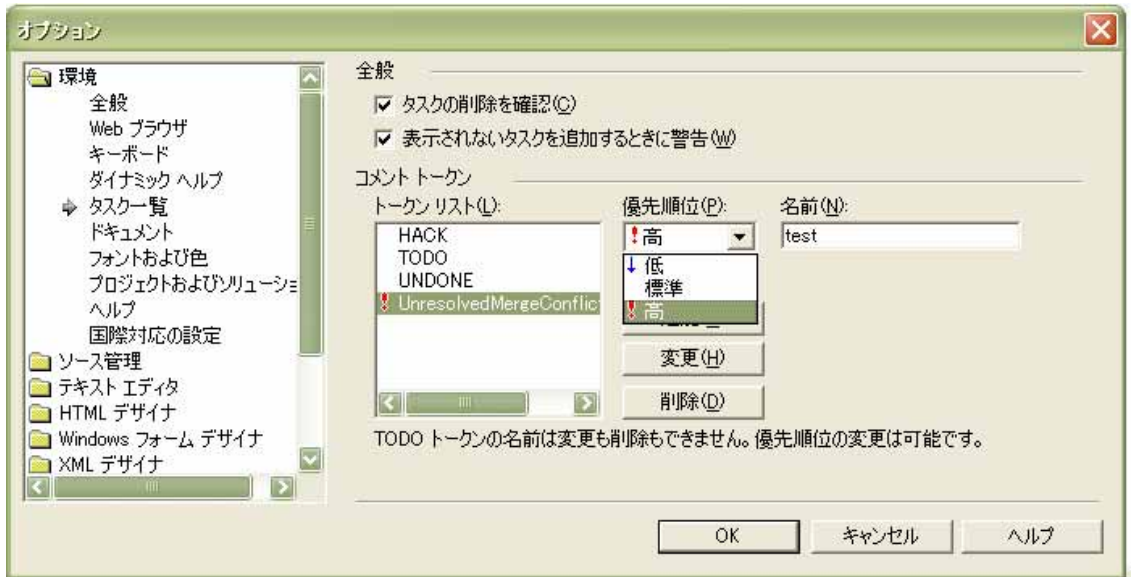 オプション
環境
全般
Web ブラウザ
キーボード
ダイナミック ヘルプ
タスク一覧
ドキュメント
フォントおよび色
プロジェクトおよびソリューショ
ヘルプ
国際対応の設定
ソース管理
テキスト エディタ
HTML デザイナ
Windows フォーム デザイナ
XML デザイナ
全般
タスクの削除を確認(C)
表示されないタスクを追加するときに警告(W)
コメント トークン
トークン リスト(L):
HACK
TODO
UNDONE
UnresolvedMergeConflic
優先順位(P):
高
低
標準
高
名前(N):
test
変更(H)
削除(D)
TODO トークンの名前は変更も削除もできません。優先順位の変更は可能です。
OK
キャンセル
ヘルプ